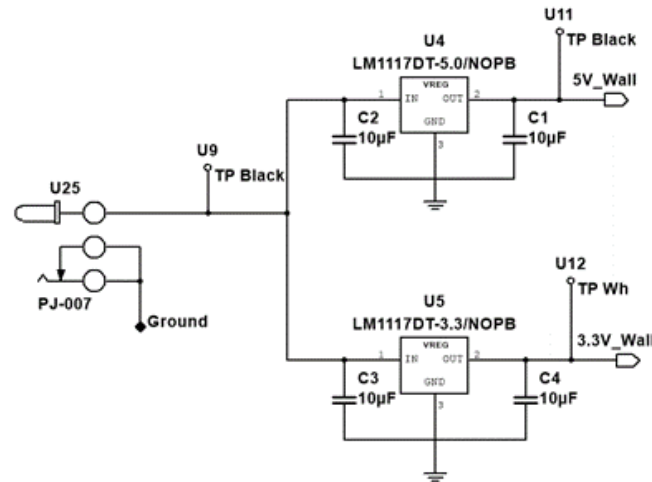 U11
TP Black
U4
LM1117DT-5.0/NOPB
VREG
1 IN OUT 2
GND
3
5V_Wall
C2
10µF
C1
10µF
U9
TP Black
U25
PJ-007
Ground
U12
TP Wh
U5
LM1117DT-3.3/NOPB
VREG
1 IN OUT 2
GND
3
3.3V_Wall
C3
10µF
C4
10µF